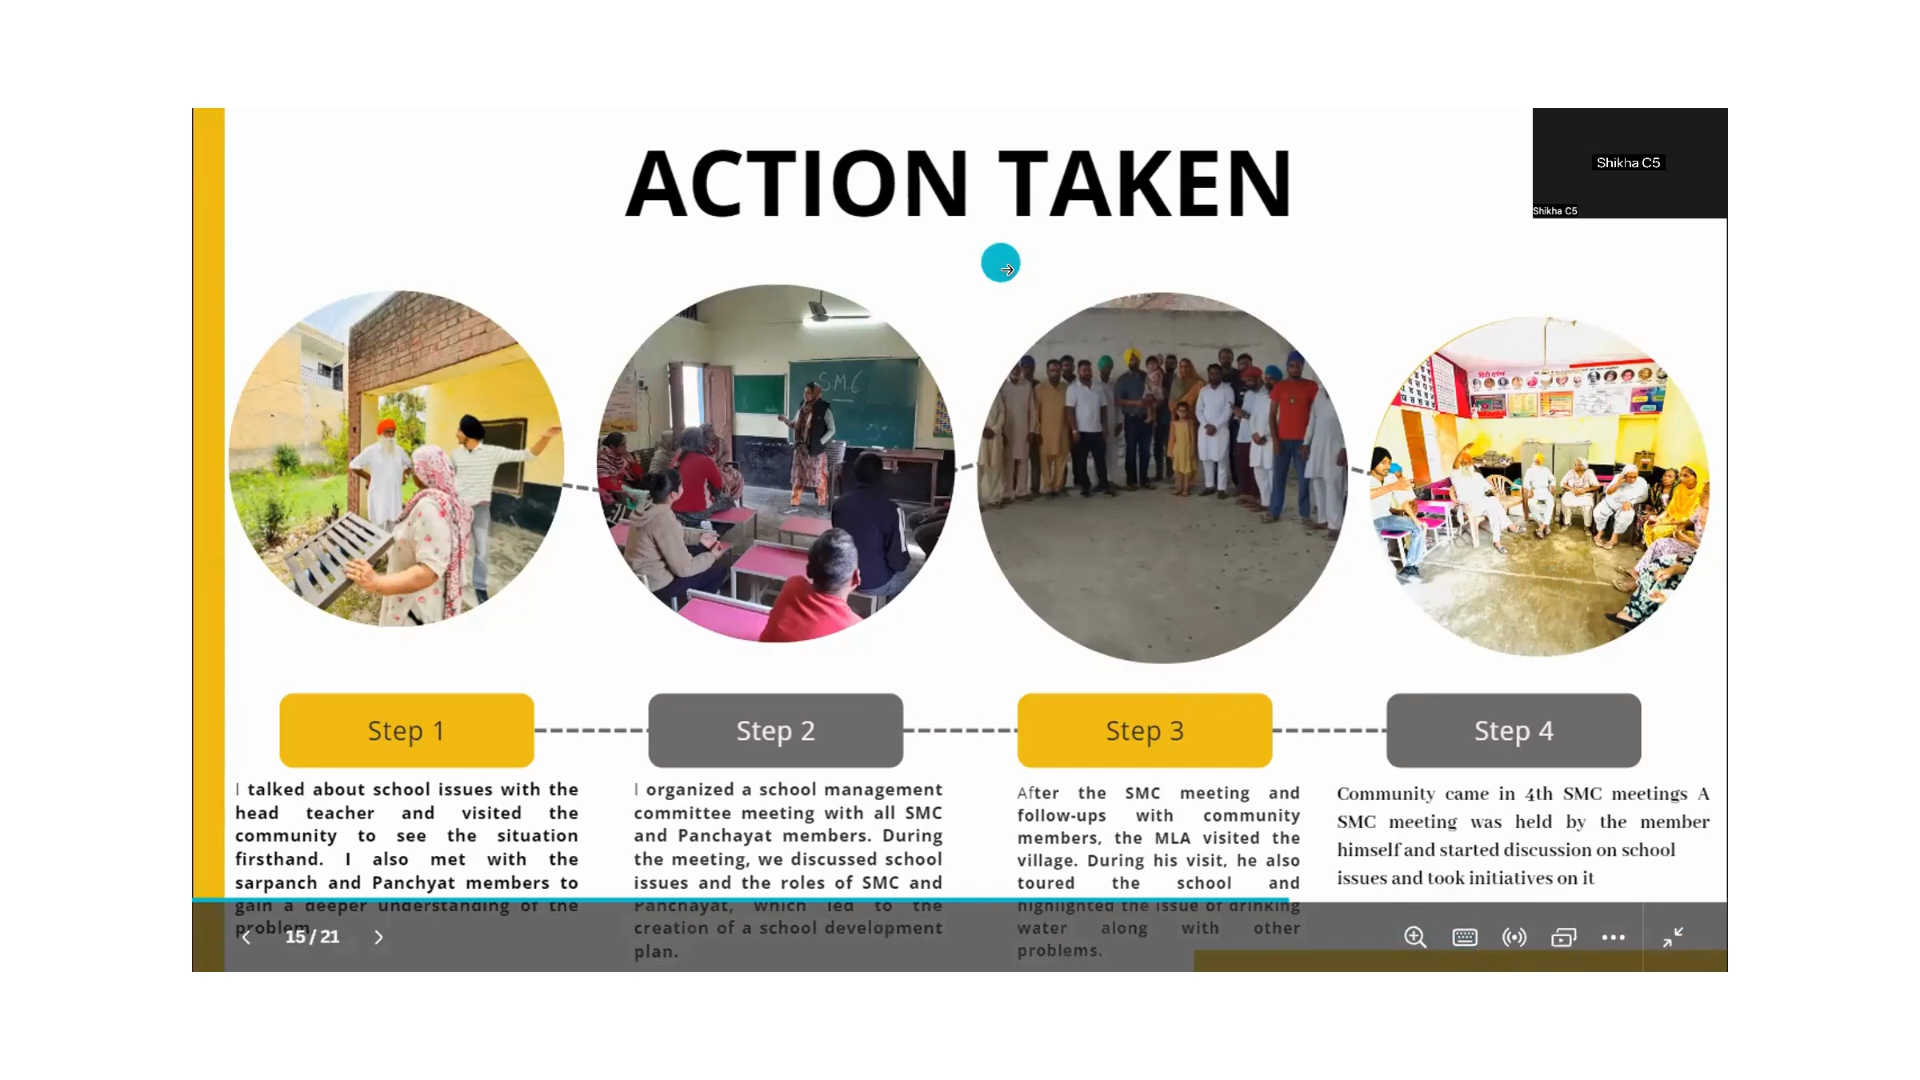 ACTION TAKEN
Shikha C5
Shikha C5
S.M.C
Step 1
Step 2
Step 3
Step 4
I talked about school issues with the
head teacher and visited the
community to see the situation
firsthand. I also met with the
sarpanch and Panchyat members to
gain a deeper understanding of the
problem.
I organized a school management
committee meeting with all SMC
and Panchayat members. During
the meeting, we discussed school
issues and the roles of SMC and
Panchayat, which led to the
creation of a school development
plan.
After the SMC meeting and
follow-ups with community
members, the MLA visited the
village. During his visit, he also
toured the school and
highlighted the issue of drinking
water along with other
problems.
Community came in 4th SMC meetings A
SMC meeting was held by the member
himself and started discussion on school
issues and took initiatives on it
15 / 21